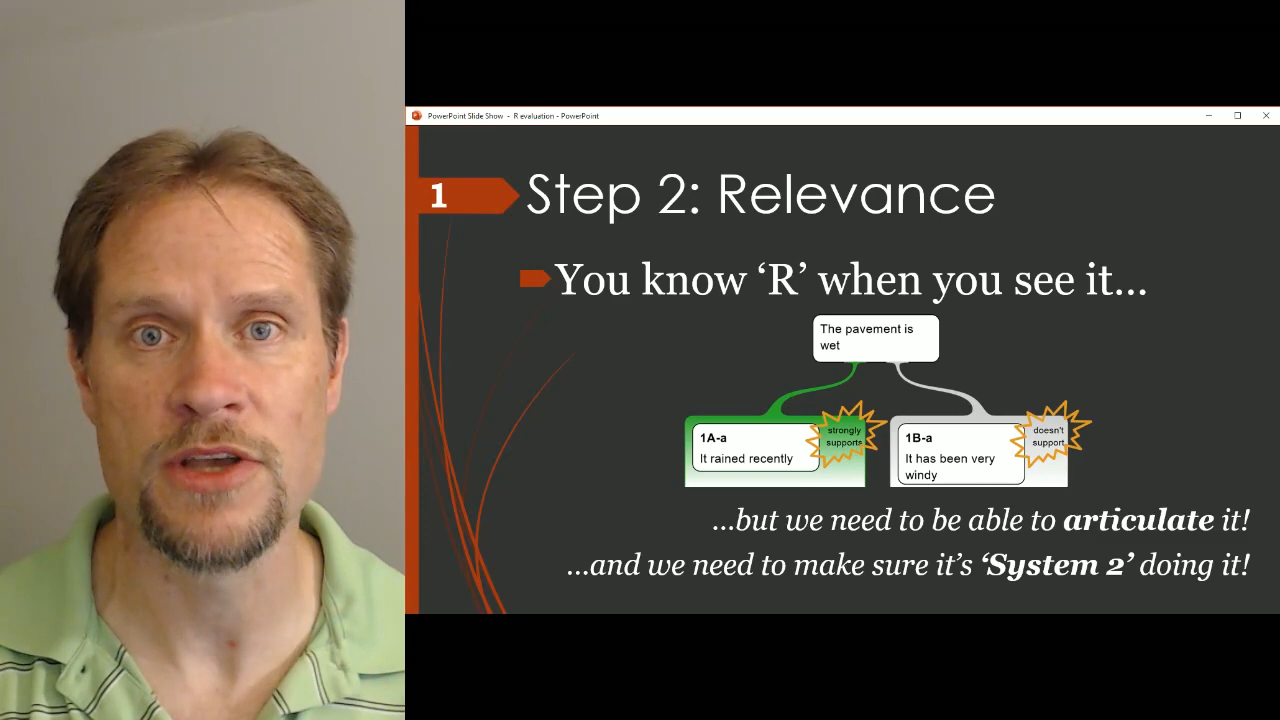 PowerPoint Slide Show - R evaluation - PowerPoint
1
Step 2: Relevance
You know ‘R’ when you see it...
The pavement is
wet
1A-a
It rained recently
strongly
supports
1B-a
It has been very
windy
doesn't
support
...but we need to be able to articulate it!
...and we need to make sure it’s ‘System 2’ doing it!